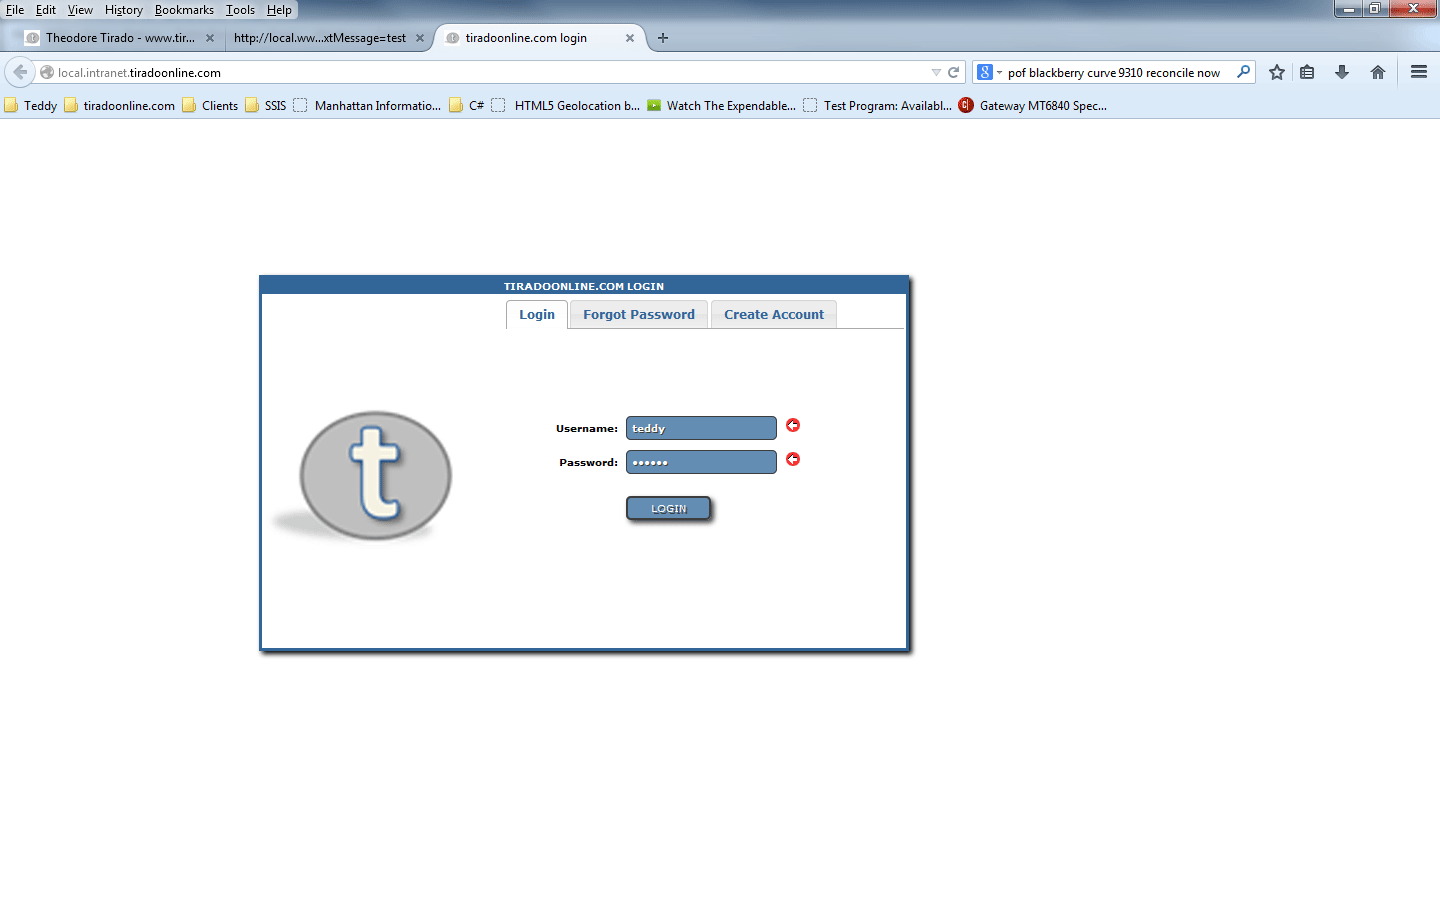 File Edit View History Bookmarks Tools Help
Theodore Tirado - www.tir... http://local.ww...xtMessage=test tiradoonline.com login
local.intranet.tiradoonline.com 8 pof blackberry curve 9310 reconcile now
Teddy tiradoonline.com Clients SSIS Manhattan Informatio... C# HTML5 Geolocation b... Watch The Expendable... Test Program: Availabl... Gateway MT6840 Spec...
TIRADOONLINE.COM LOGIN
Login Forgot Password Create Account
Username: teddy
t
Password: ••••••
LOGIN